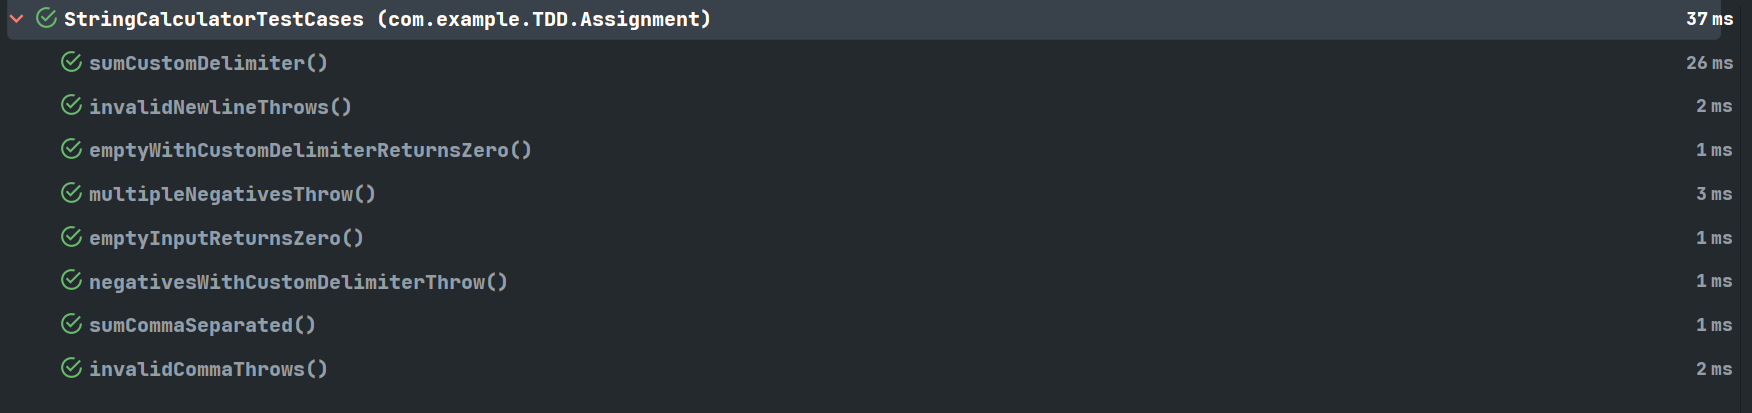 StringCalculatorTestCases (com.example.TDD.Assignment) 37 ms
sumCustomDelimiter() 26 ms
invalidNewlineThrows() 2 ms
emptyWithCustomDelimiterReturnsZero() 1 ms
multipleNegativesThrow() 3 ms
emptyInputReturnsZero() 1 ms
negativesWithCustomDelimiterThrow() 1 ms
sumCommaSeparated() 1 ms
invalidCommaThrows() 2 ms